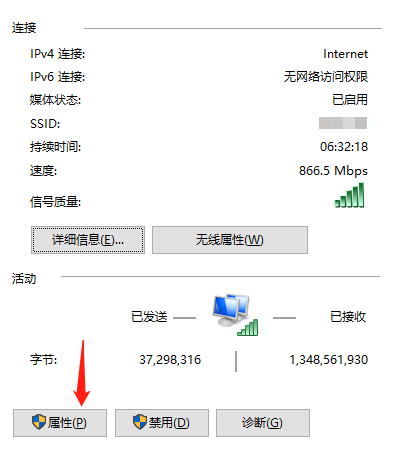 连接
IPv4 连接: Internet
IPv6 连接: 无网络访问权限
媒体状态: 已启用
SSID:
持续时间: 06:32:18
速度: 866.5 Mbps
信号质量:
详细信息(E)... 无线属性(W)
活动
已发送 已接收
字节: 37,298,316 1,348,561,930
属性(P) 禁用(D) 诊断(G)